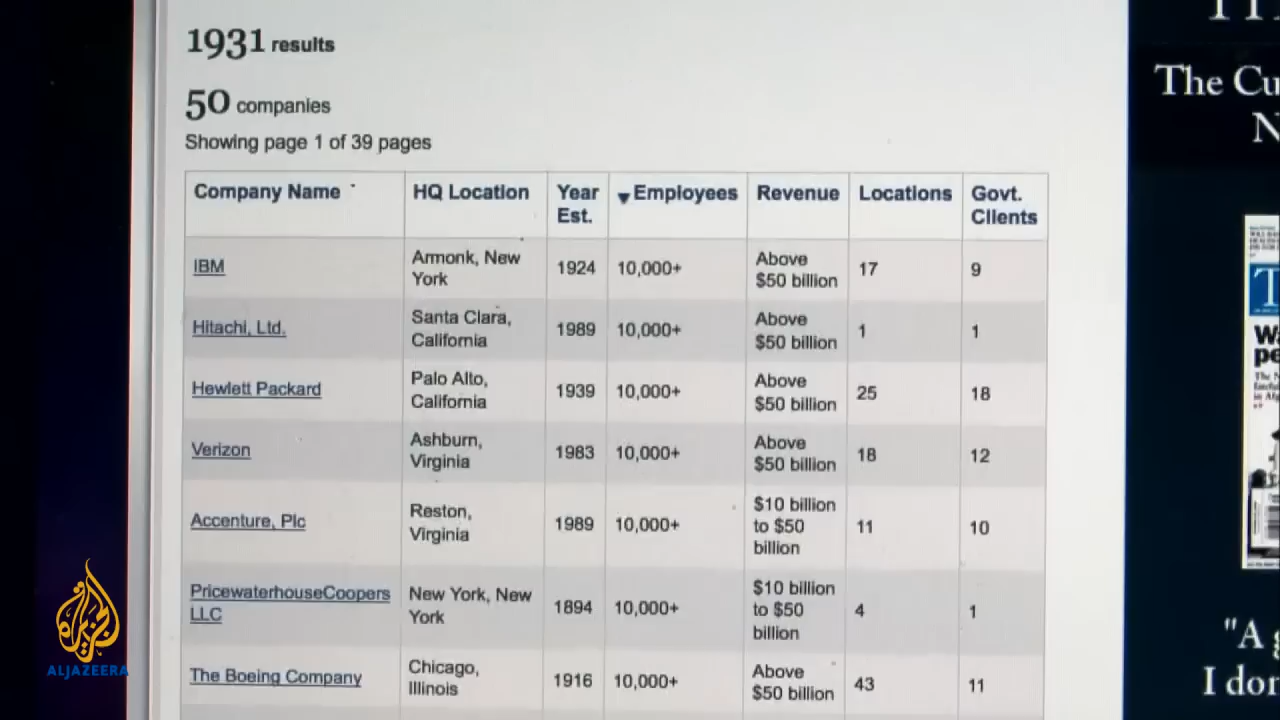 1931 results
50 companies
Showing page 1 of 39 pages
Company Name HQ Location Year Est. Employees Revenue Locations Govt. Clients
IBM Armonk, New York 1924 10,000+ Above $50 billion 17 9
Hitachi, Ltd. Santa Clara, California 1989 10,000+ Above $50 billion 1 1
Hewlett Packard Palo Alto, California 1939 10,000+ Above $50 billion 25 18
Verizon Ashburn, Virginia 1983 10,000+ Above $50 billion 18 12
Accenture, Plc Reston, Virginia 1989 10,000+ $10 billion to $50 billion 11 10
PricewaterhouseCoopers LLC New York, New York 1894 10,000+ $10 billion to $50 billion 4 1
The Boeing Company Chicago, Illinois 1916 10,000+ Above $50 billion 43 11
The Cu
N
"A
I don
ALJAZEERA